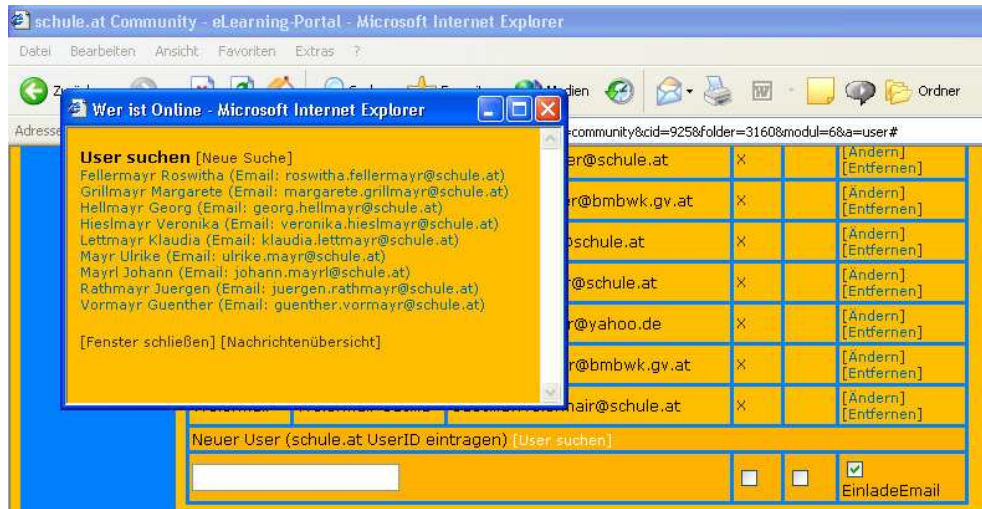 schule.at Community - eLearning-Portal - Microsoft Internet Explorer
Datei Bearbeiten Ansicht Favoriten Extras ?
Ordner
Wer ist Online - Microsoft Internet Explorer
Adresse =community&cid=925&folder=3160&modul=6&a=user#
User suchen [Neue Suche]
Fellermayr Roswitha (Email: roswitha.fellermayr@schule.at)
Grillmayr Margarete (Email: margarete.grillmayr@schule.at)
Hellmayr Georg (Email: georg.hellmayr@schule.at)
Hieslmayr Veronika (Email: veronika.hieslmayr@schule.at)
Lettmayr Klaudia (Email: klaudia.lettmayr@schule.at)
Mayr Ulrike (Email: ulrike.mayr@schule.at)
Mayrl Johann (Email: johann.mayrl@schule.at)
Rathmayr Juergen (Email: juergen.rathmayr@schule.at)
Vormayr Guenther (Email: guenther.vormayr@schule.at)
[Fenster schließen] [Nachrichtenübersicht]
er@schule.at X [Ändern]
[Entfernen]
r@bmbwk.gv.at X [Ändern]
[Entfernen]
@schule.at X [Ändern]
[Entfernen]
r@schule.at X [Ändern]
[Entfernen]
r@yahoo.de X [Ändern]
[Entfernen]
r@bmbwk.gv.at X [Ändern]
[Entfernen]
mair@schule.at X [Ändern]
[Entfernen]
Neuer User (schule.at UserID eintragen) [User suchen]
EinladeEmail